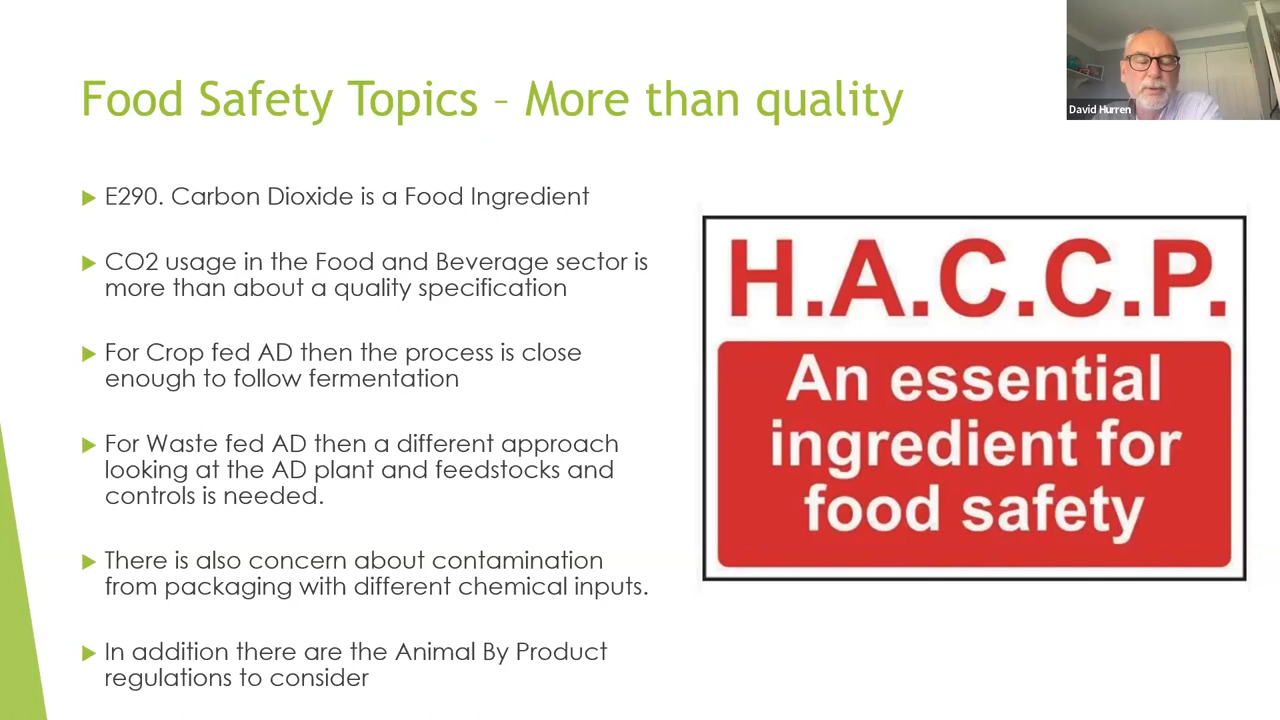 Food Safety Topics – More than quality
David Hurren
E290. Carbon Dioxide is a Food Ingredient
CO2 usage in the Food and Beverage sector is
more than about a quality specification
For Crop fed AD then the process is close
enough to follow fermentation
For Waste fed AD then a different approach
looking at the AD plant and feedstocks and
controls is needed.
There is also concern about contamination
from packaging with different chemical inputs.
In addition there are the Animal By Product
regulations to consider
H.A.C.C.P.
An essential
ingredient for
food safety